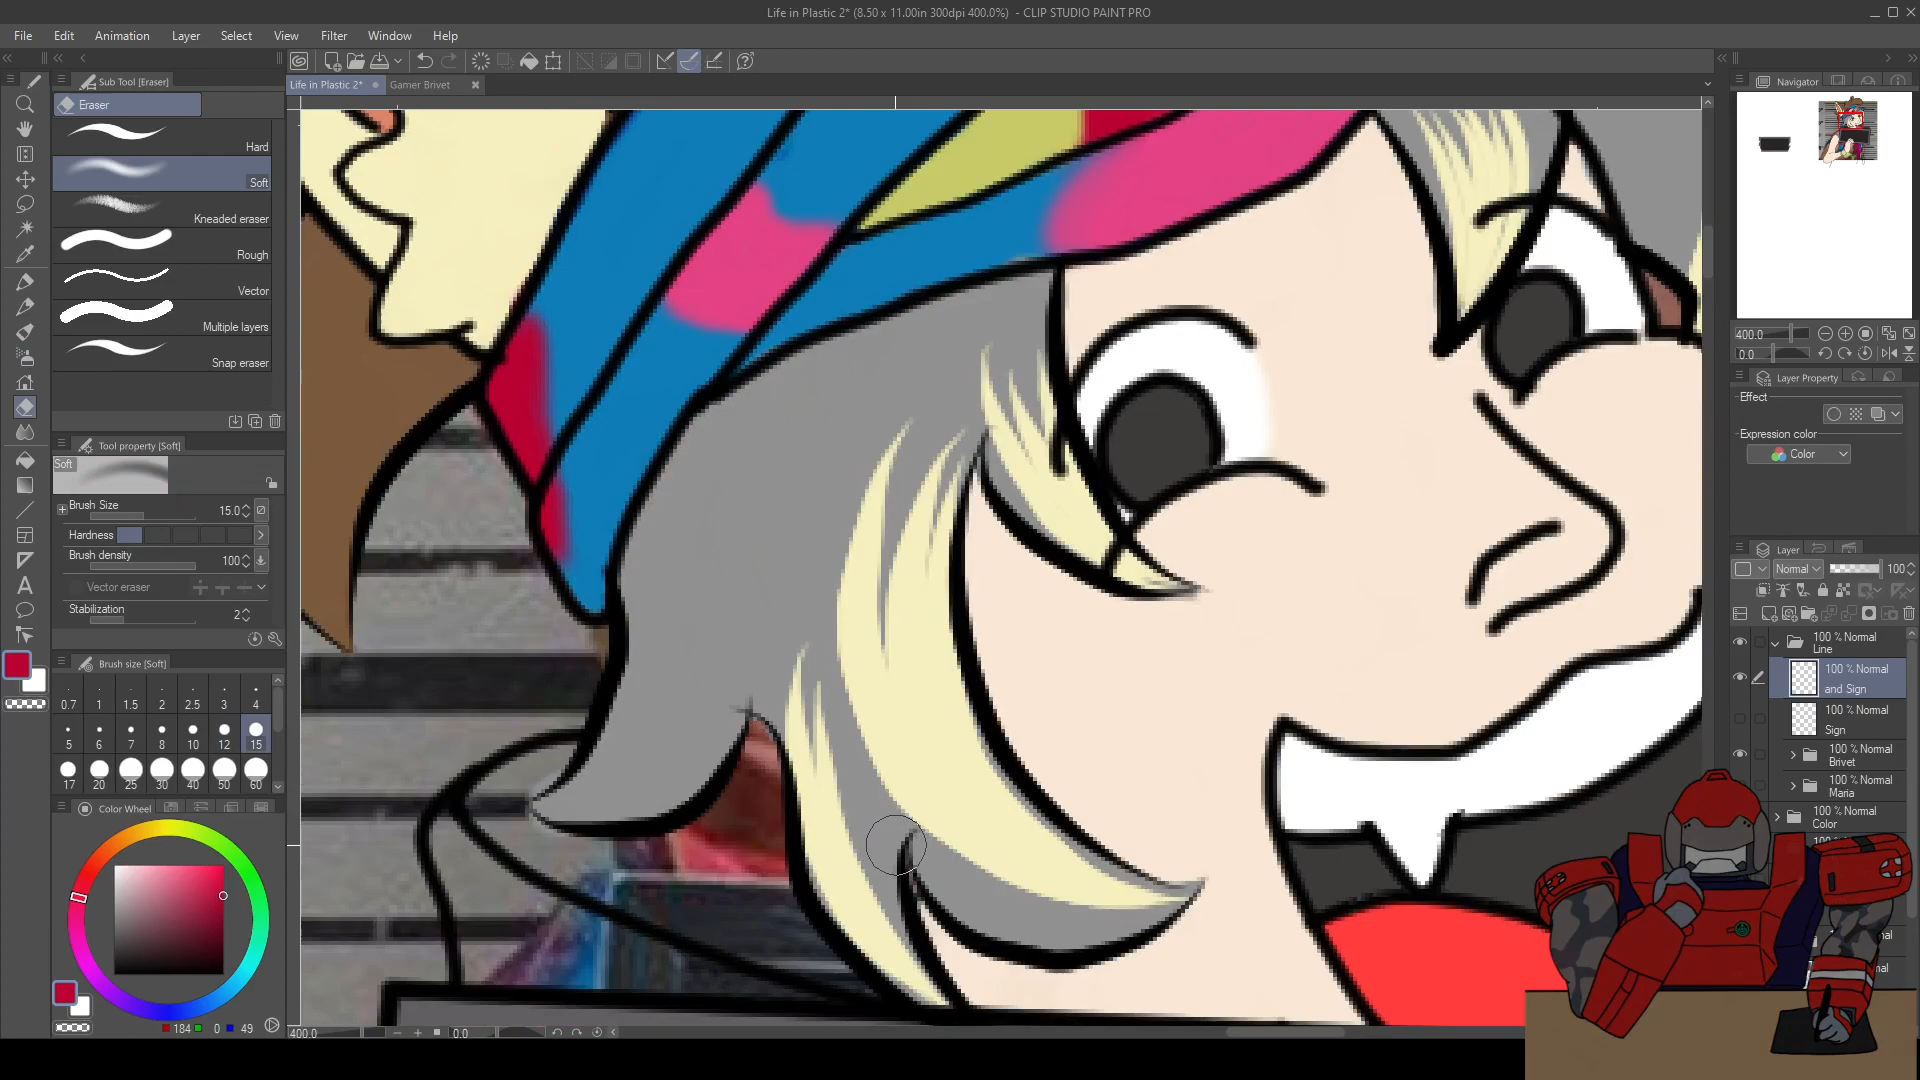 Life in Plastic 2* (8.50 x 11.00in 300dpi 400.0%) - CLIP STUDIO PAINT PRO
File Edit Animation Layer Select View Filter Window Help
Sub Tool [Eraser]
Life in Plastic 2* Gamer Brivet
Navigator
Eraser
Hard
Soft
Kneaded eraser
Rough
Vector
Multiple layers
Snap eraser
400.0
0.0
Layer Property
Effect
Expression color
Color
Tool property [Soft]
Soft
Brush Size 15.0
Hardness
Brush density 100
Vector eraser
Stabilization 2
Layer
Normal 100
100 % Normal
Line
100 % Normal
and Sign
100 % Normal
Sign
100 % Normal
Brivet
100 % Normal
Maria
100 % Normal
Color
Brush size [Soft]
0.7 1 1.5 2 2.5 3 4
5 6 7 8 10 12 15
17 20 25 30 40 50 60
Color Wheel
184 0 49
400.0 0.0